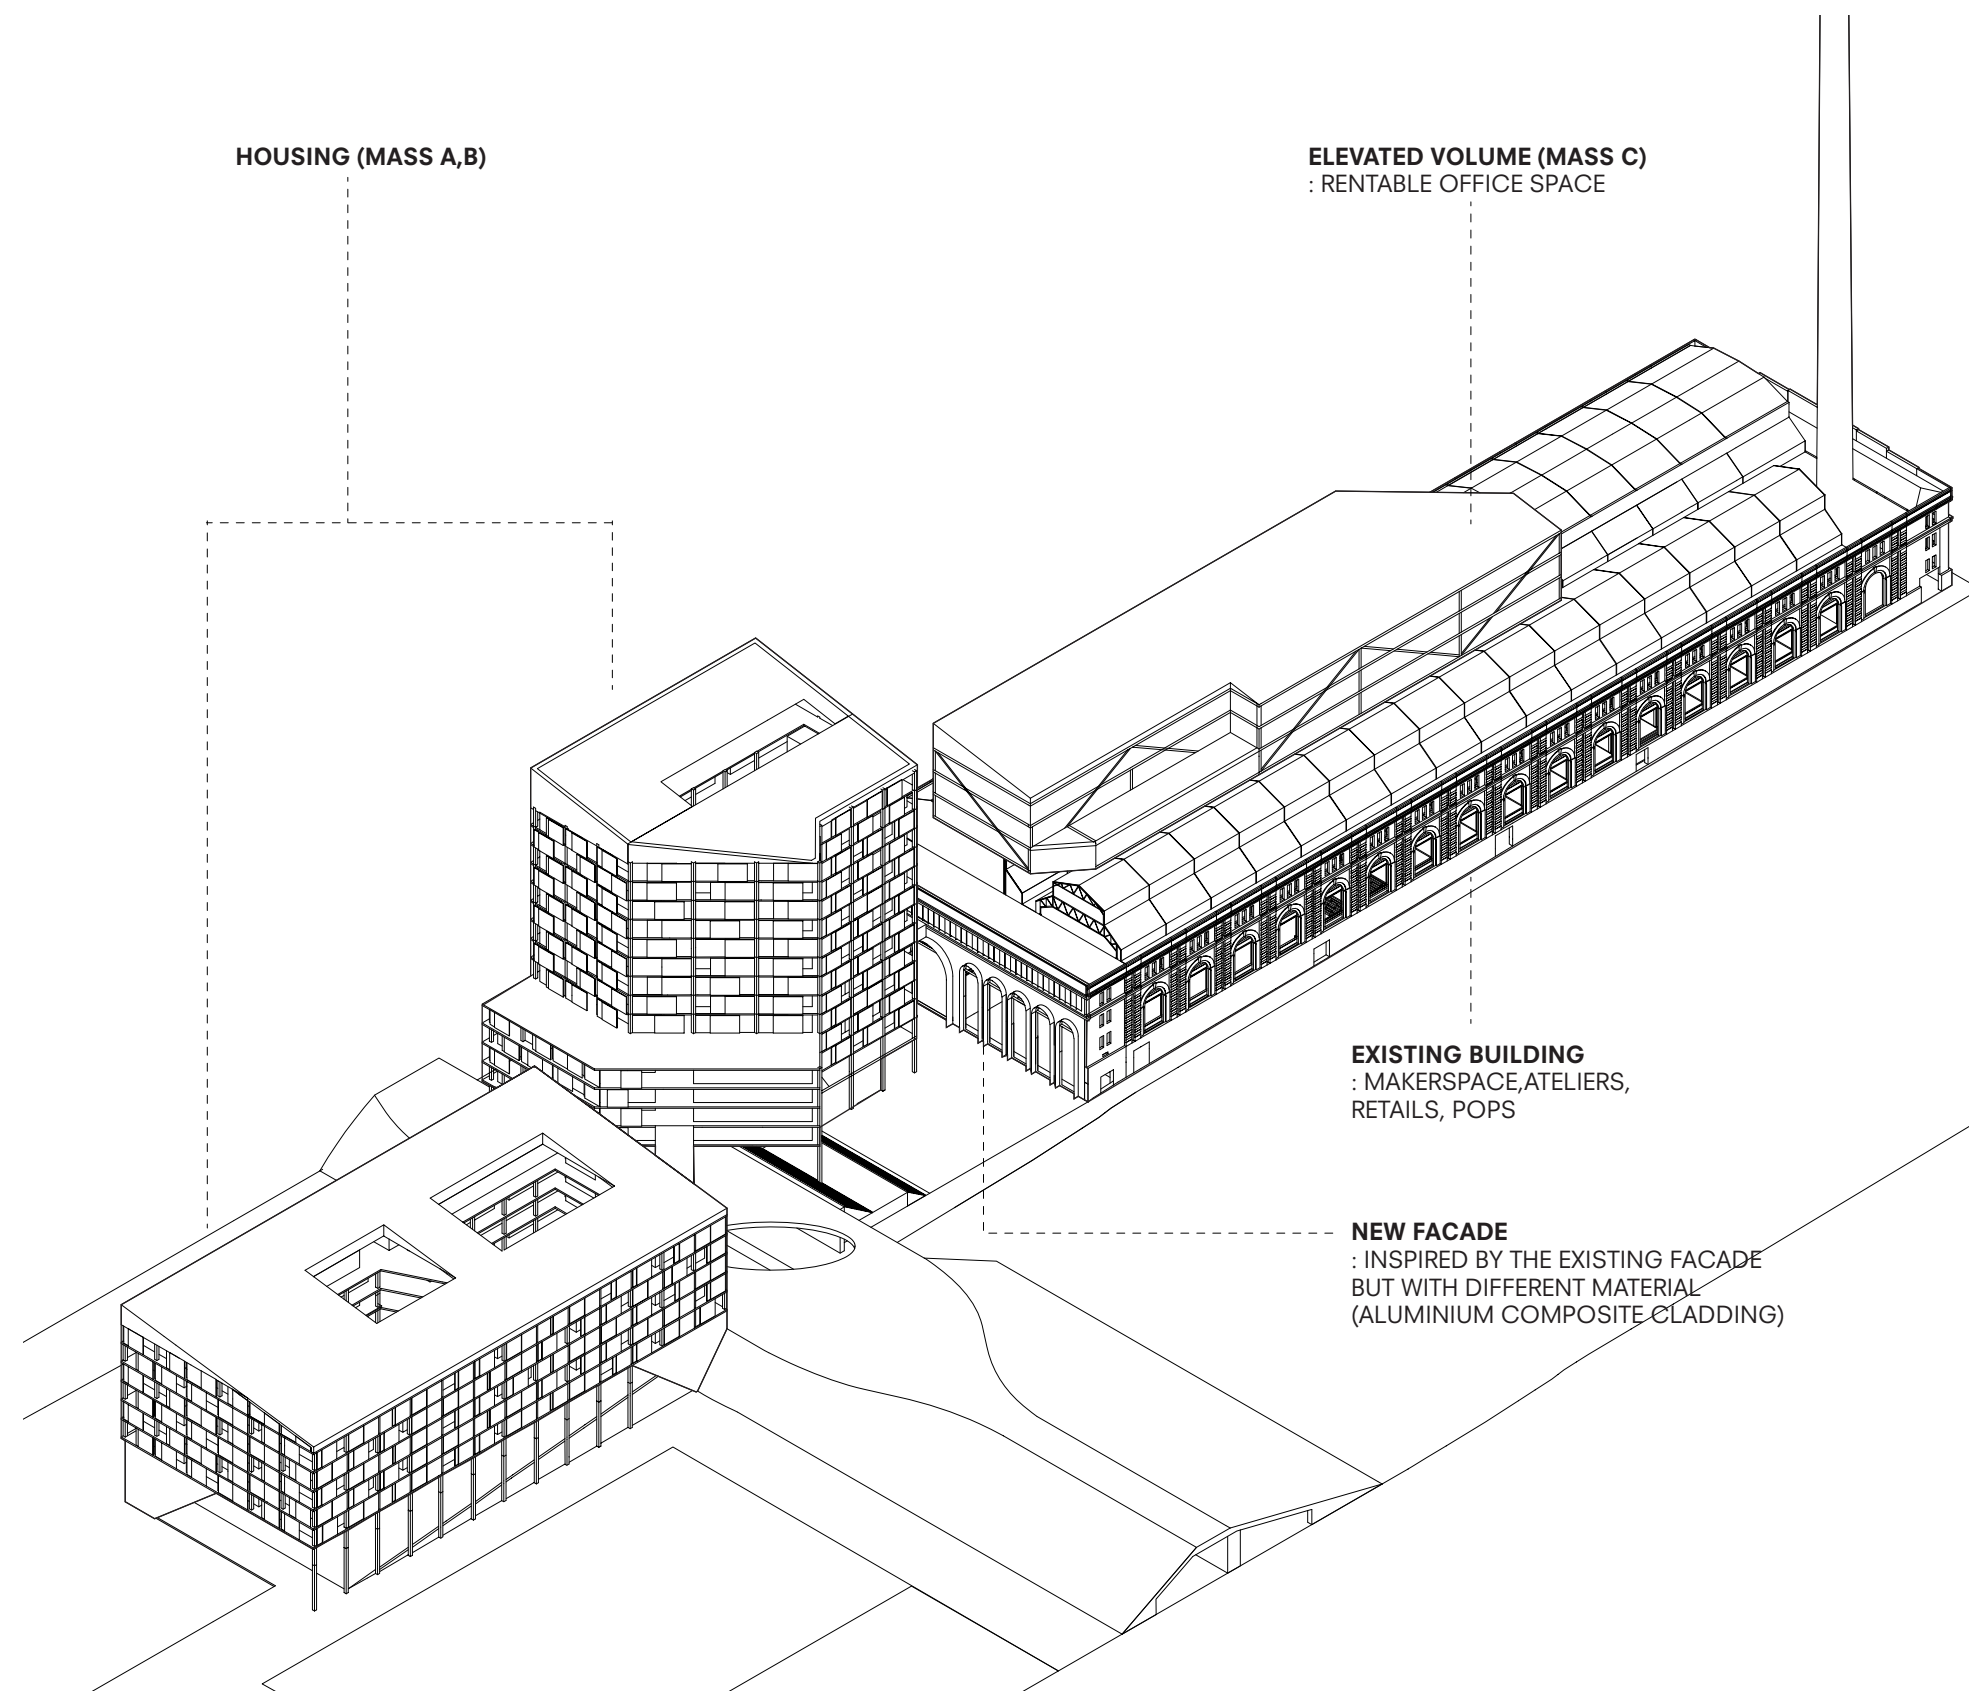 HOUSING (MASS A,B)
ELEVATED VOLUME (MASS C)
: RENTABLE OFFICE SPACE
EXISTING BUILDING
: MAKERSPACE,ATELIERS,
RETAILS, POPS
NEW FACADE
: INSPIRED BY THE EXISTING FACADE
BUT WITH DIFFERENT MATERIAL
(ALUMINIUM COMPOSITE CLADDING)